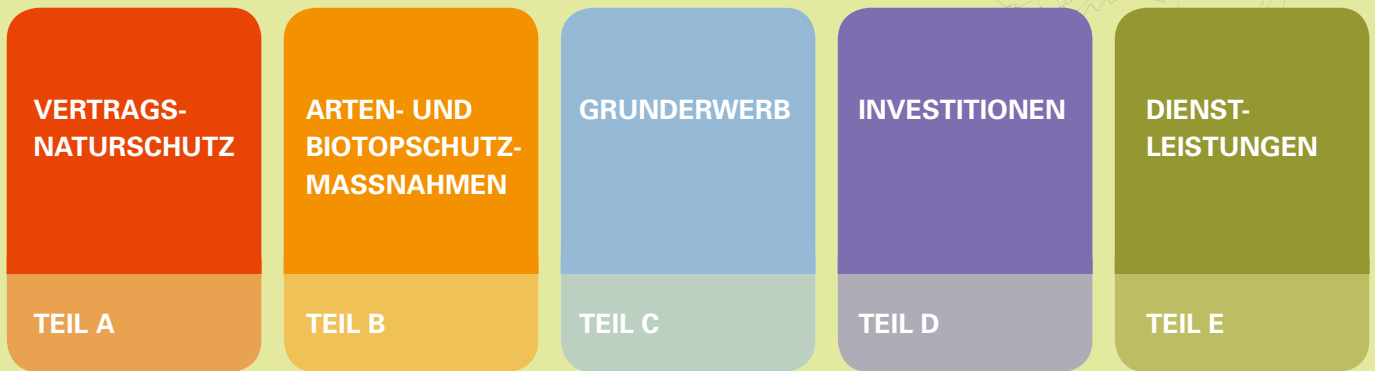 VERTRAGS-
NATURSCHUTZ
TEIL A
ARTEN- UND
BIOTOPSCHUTZ-
MASSNAHMEN
TEIL B
GRUNDERWERB
TEIL C
INVESTITIONEN
TEIL D
DIENST-
LEISTUNGEN
TEIL E